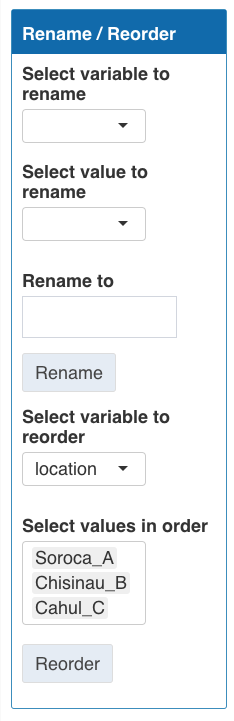 Rename / Reorder
Select variable to
rename
Select value to
rename
Rename to
Rename
Select variable to
reorder
location
Select values in order
Soroca_A
Chisinau_B
Cahul_C
Reorder